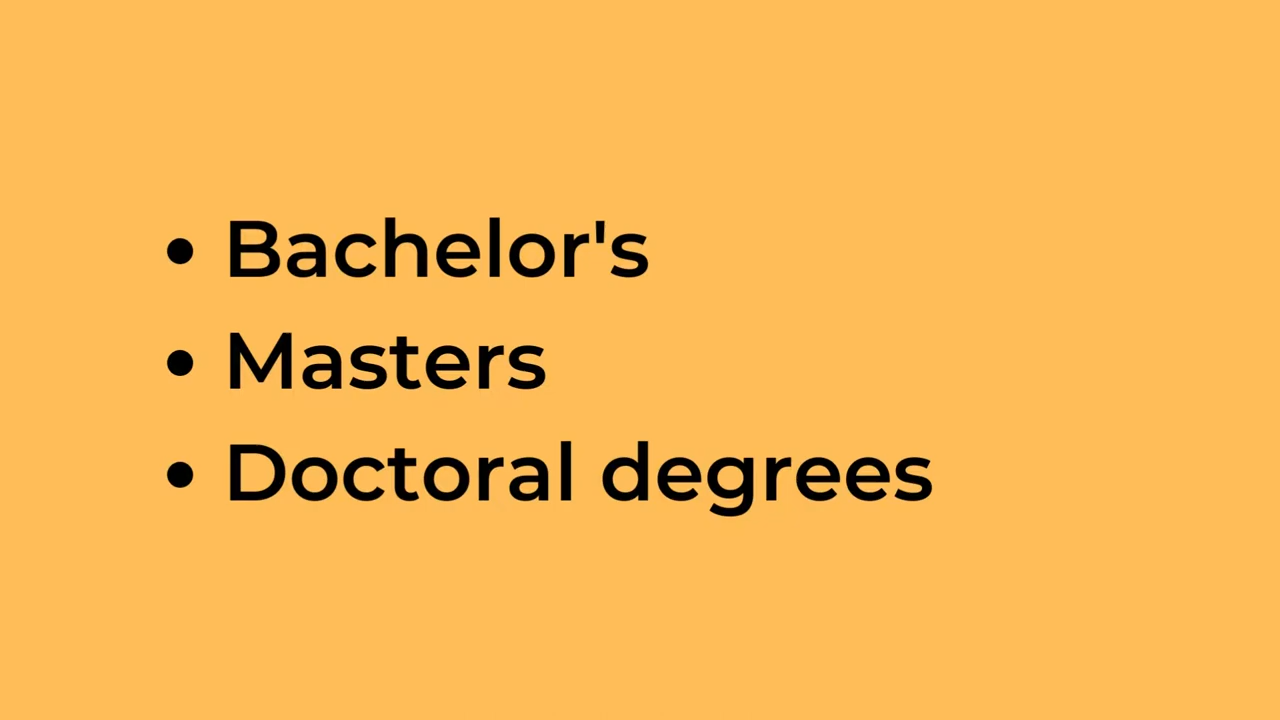 • Bachelor's
• Masters
• Doctoral degrees